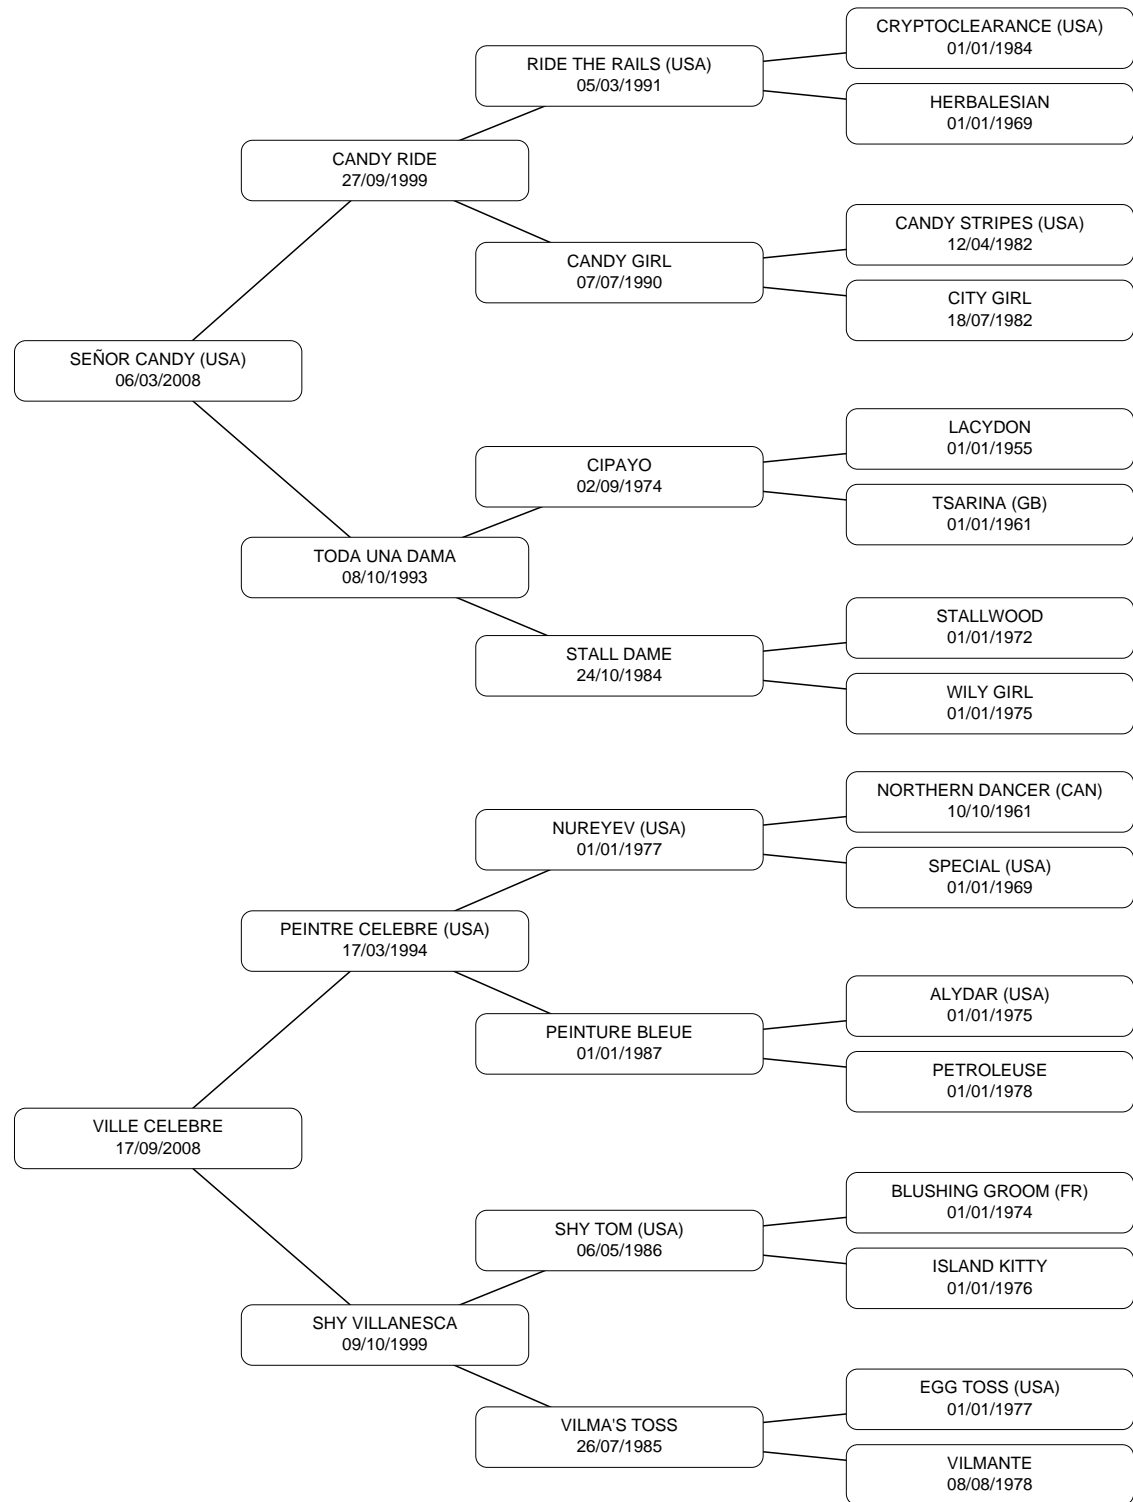 CRYPTOCLEARANCE (USA)
01/01/1984
RIDE THE RAILS (USA)
05/03/1991
HERBALESIAN
01/01/1969
CANDY RIDE
27/09/1999
CANDY STRIPES (USA)
12/04/1982
CANDY GIRL
07/07/1990
CITY GIRL
18/07/1982
SEÑOR CANDY (USA)
06/03/2008
LACYDON
01/01/1955
CIPAYO
02/09/1974
TSARINA (GB)
01/01/1961
TODA UNA DAMA
08/10/1993
STALLWOOD
01/01/1972
STALL DAME
24/10/1984
WILY GIRL
01/01/1975
NORTHERN DANCER (CAN)
10/10/1961
NUREYEV (USA)
01/01/1977
SPECIAL (USA)
01/01/1969
PEINTRE CELEBRE (USA)
17/03/1994
ALYDAR (USA)
01/01/1975
PEINTURE BLEUE
01/01/1987
PETROLEUSE
01/01/1978
VILLE CELEBRE
17/09/2008
BLUSHING GROOM (FR)
01/01/1974
SHY TOM (USA)
06/05/1986
ISLAND KITTY
01/01/1976
SHY VILLANESCA
09/10/1999
EGG TOSS (USA)
01/01/1977
VILMA'S TOSS
26/07/1985
VILMANTE
08/08/1978